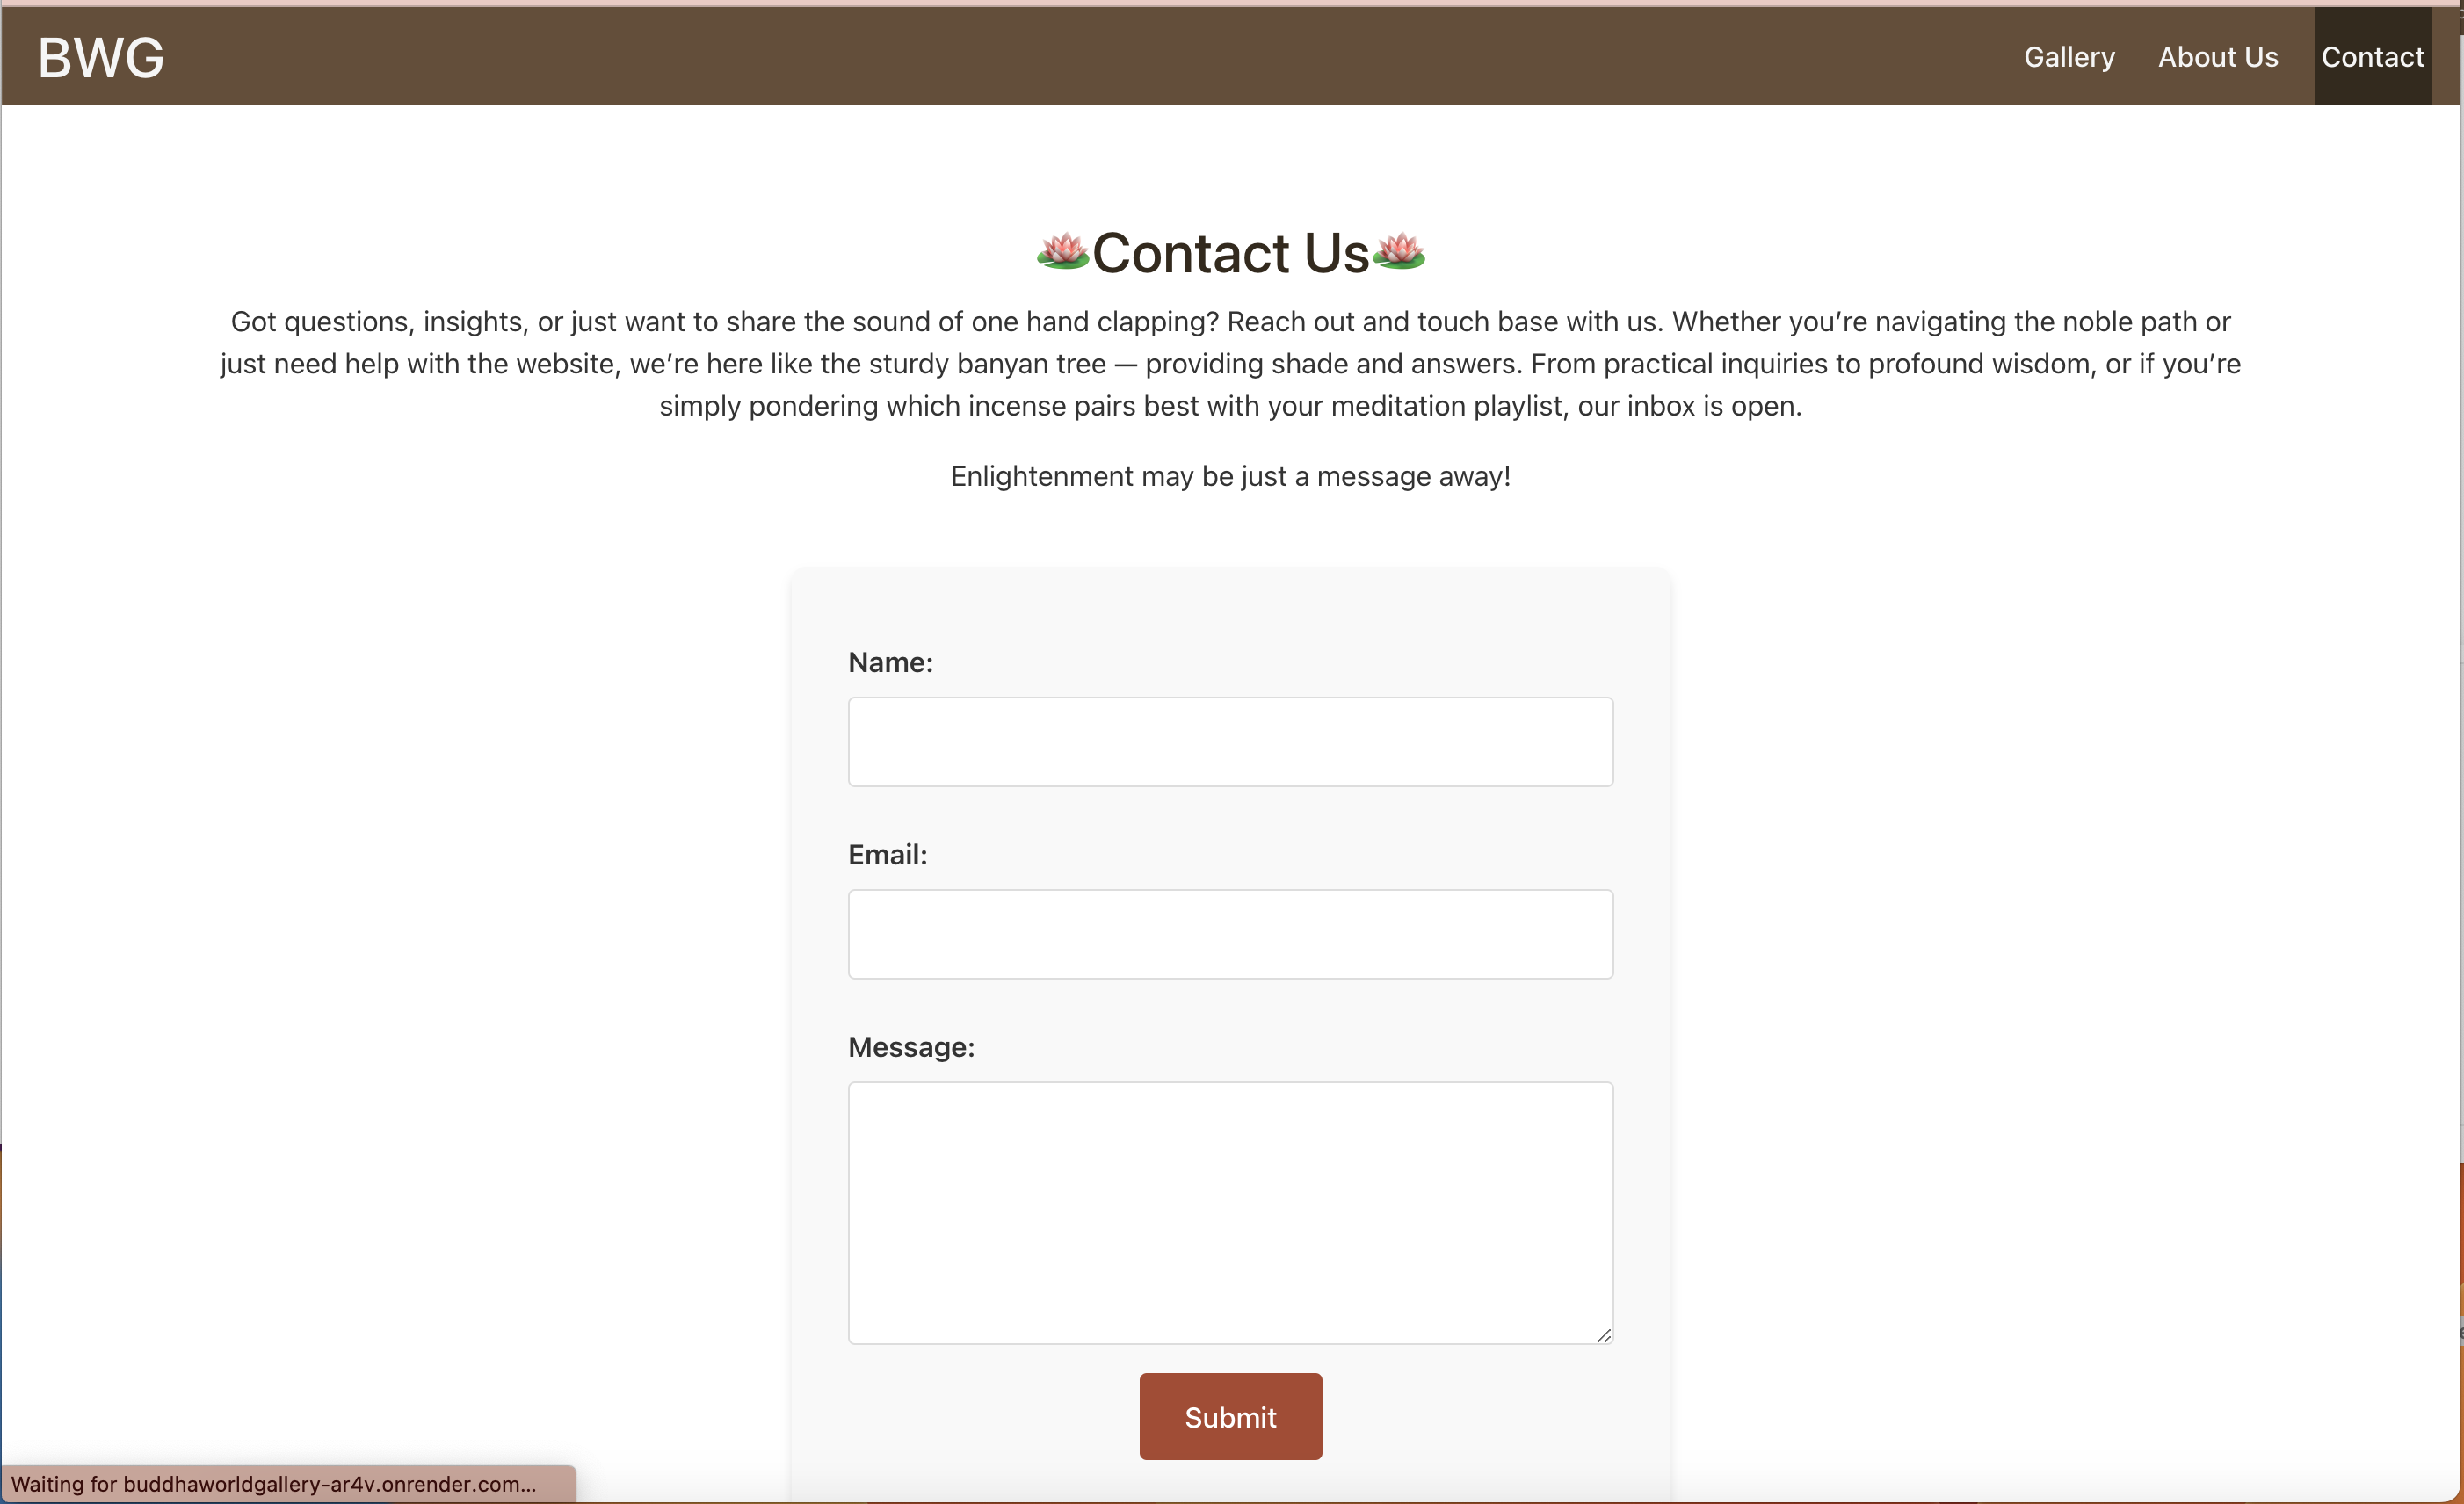 BWG
Gallery
About Us
Contact
🪷Contact Us🪷
Got questions, insights, or just want to share the sound of one hand clapping? Reach out and touch base with us. Whether you’re navigating the noble path or
just need help with the website, we’re here like the sturdy banyan tree — providing shade and answers. From practical inquiries to profound wisdom, or if you’re
simply pondering which incense pairs best with your meditation playlist, our inbox is open.
Enlightenment may be just a message away!
Name:
Email:
Message:
Submit
Waiting for buddhaworldgallery-ar4v.onrender.com...